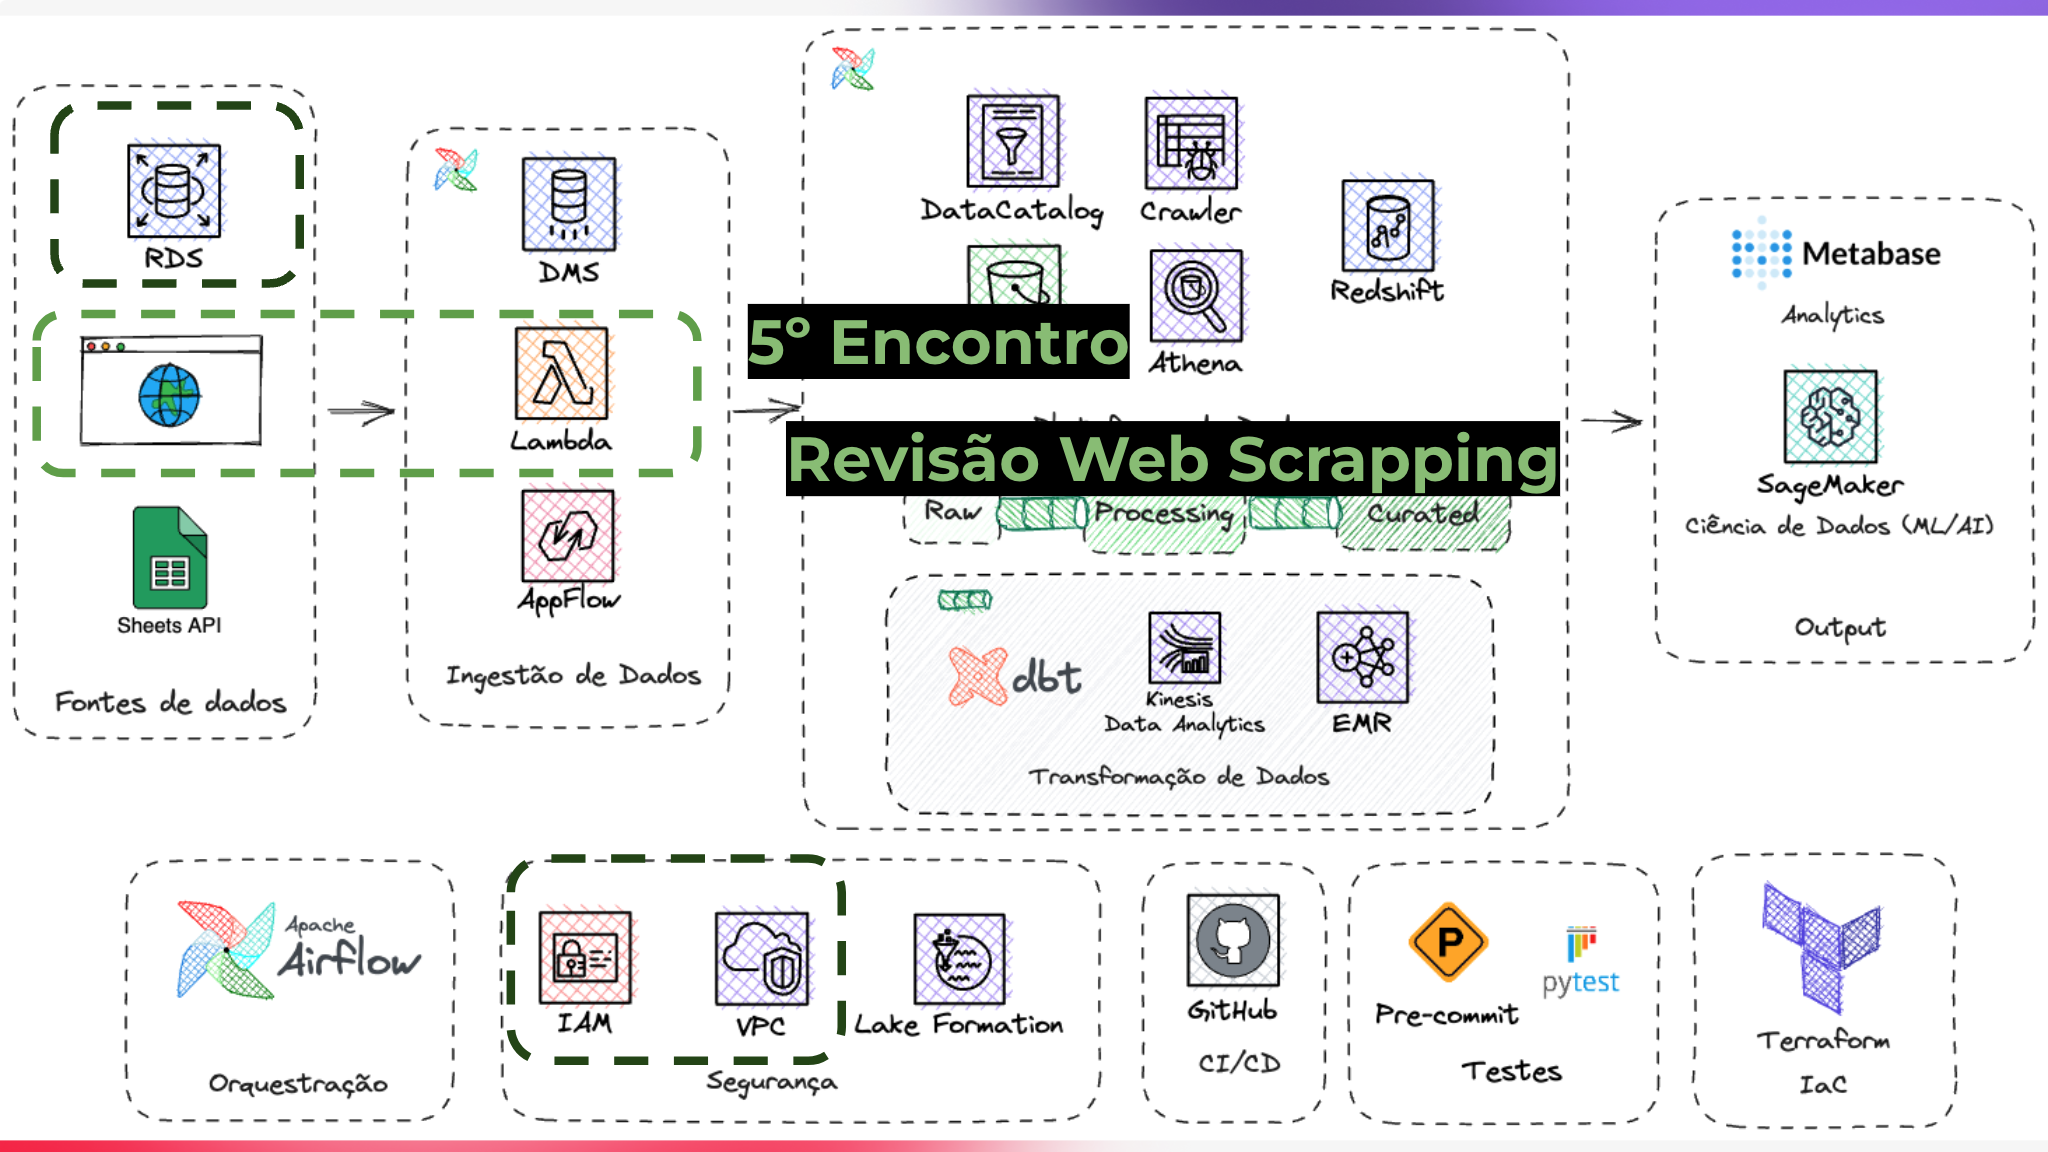 RDS
Sheets API
Fontes de dados
DMS
Lambda
AppFlow
Ingestão de Dados
DataCatalog
Crawler
Redshift
Athena
5º Encontro
Revisão Web Scrapping
Raw
Processing
Curated
dbt
Kinesis
Data Analytics
EMR
Transformação de Dados
Metabase
Analytics
SageMaker
Ciência de Dados (ML/AI)
Output
Apache
Airflow
Orquestração
IAM
VPC
Lake Formation
Segurança
GitHub
CI/CD
P
Pre-commit
pytest
Testes
Terraform
IaC